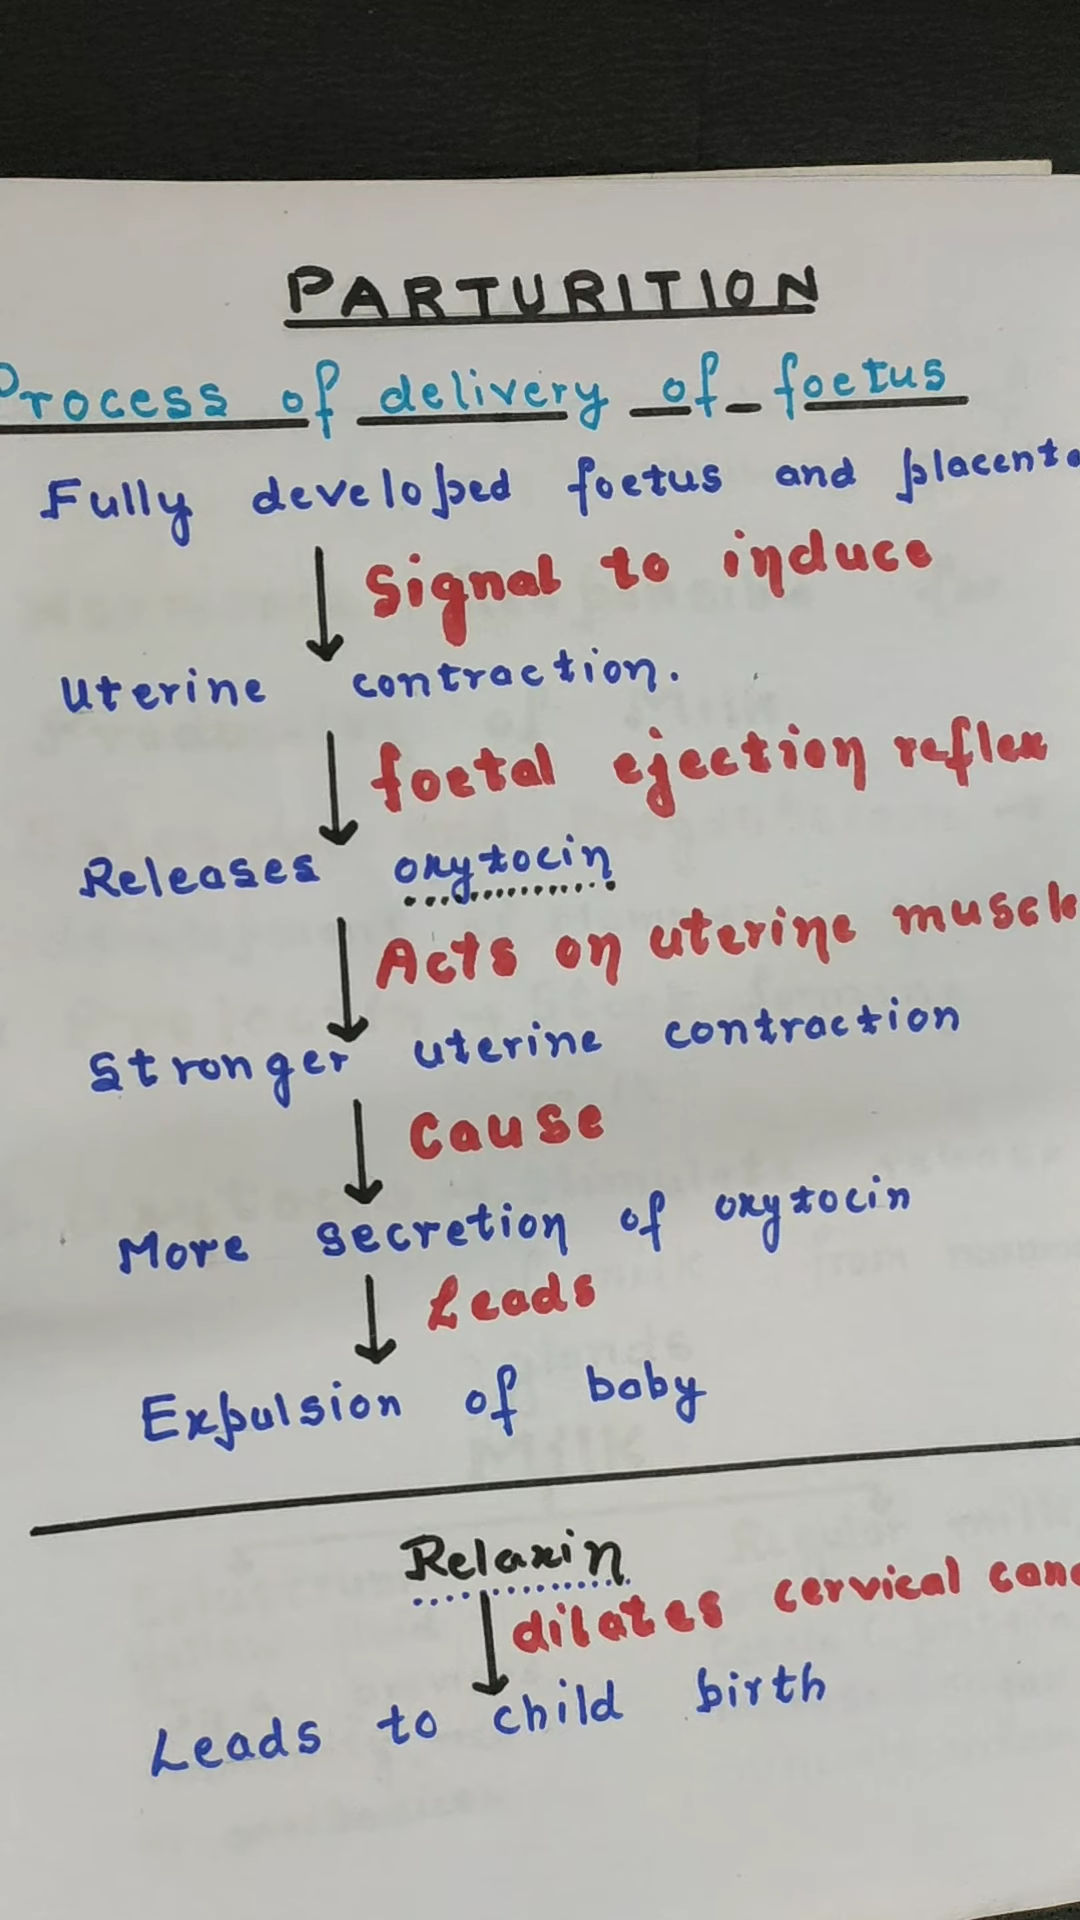 PARTURITION
Process of delivery of foetus
Fully developed foetus and placenta
Signal to induce
Uterine contraction.
foetal ejection reflex
Releases oxytocin
Acts on uterine muscle
Stronger uterine contraction
Cause
More secretion of oxytocin
Leads
Expulsion of baby
Relaxin
dilates cervical
Leads to child birth